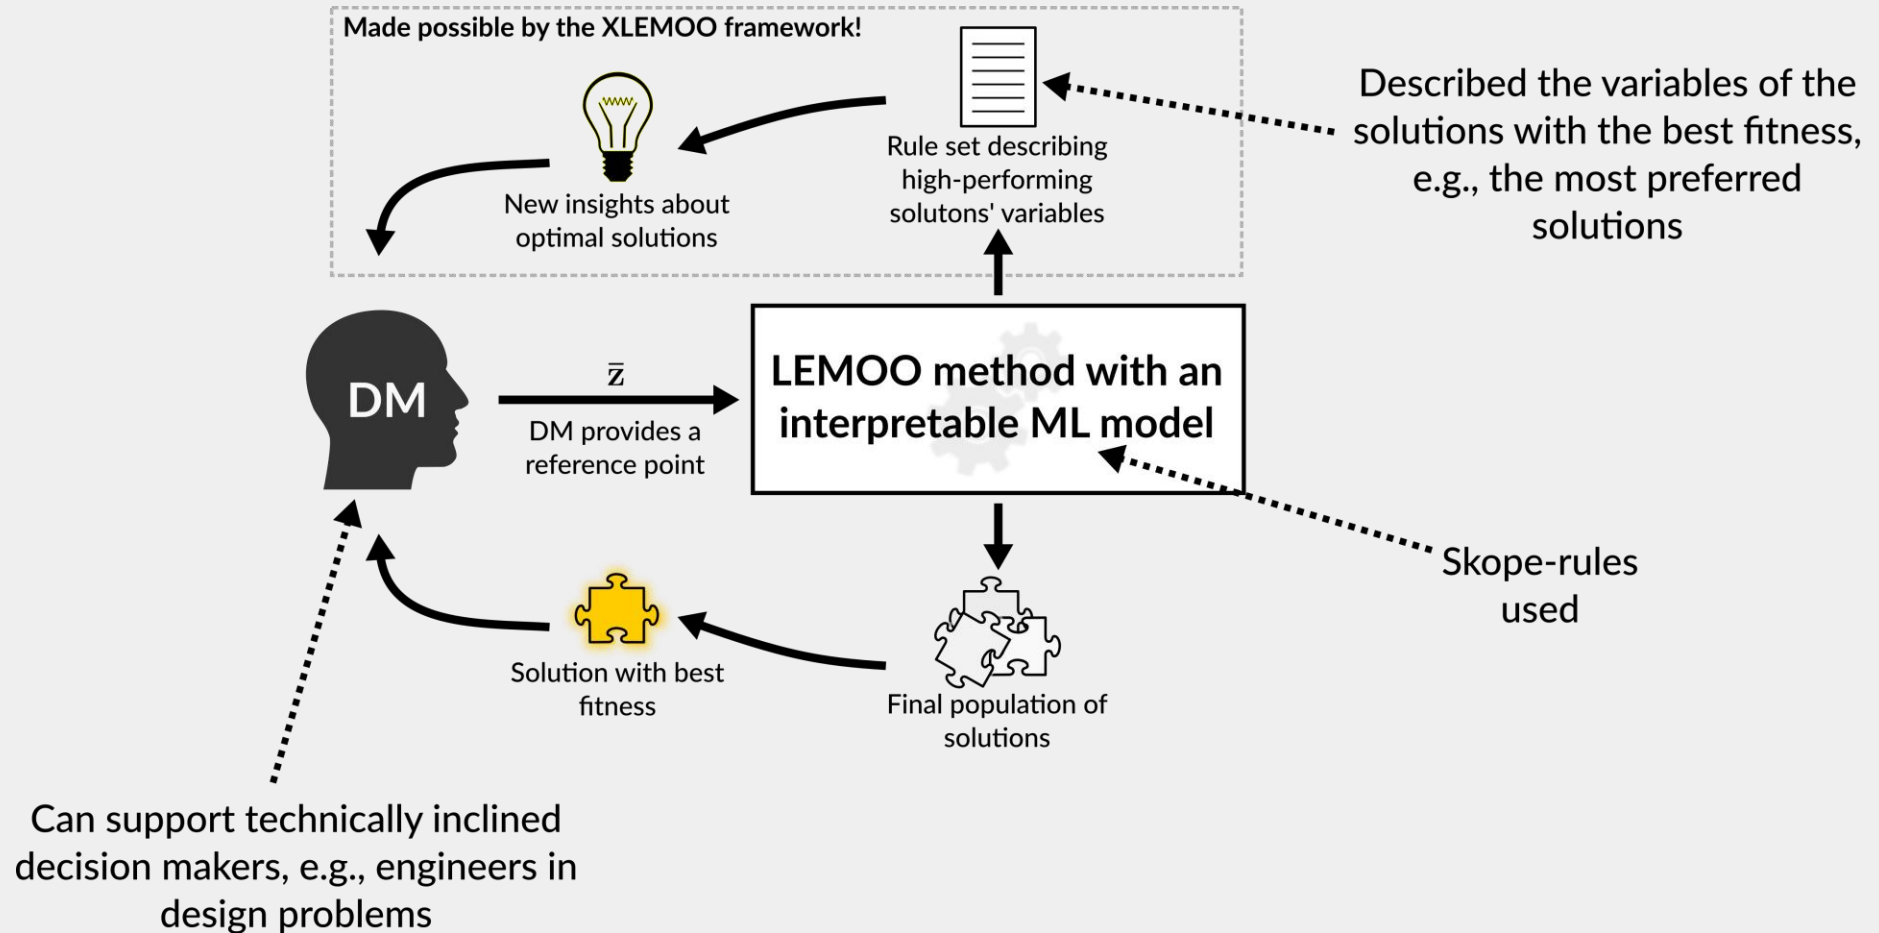 Made possible by the XLEMOO framework!
Described the variables of the
solutions with the best fitness,
e.g., the most preferred
solutions
Rule set describing
high-performing
soluton' variables
New insights about
optimal solutions
DM
z̄
DM provides a
reference point
LEMOO method with an
interpretable ML model
Skope-rules
used
Solution with best
fitness
Final population of
solutions
Can support technically inclined
decision makers, e.g., engineers in
design problems